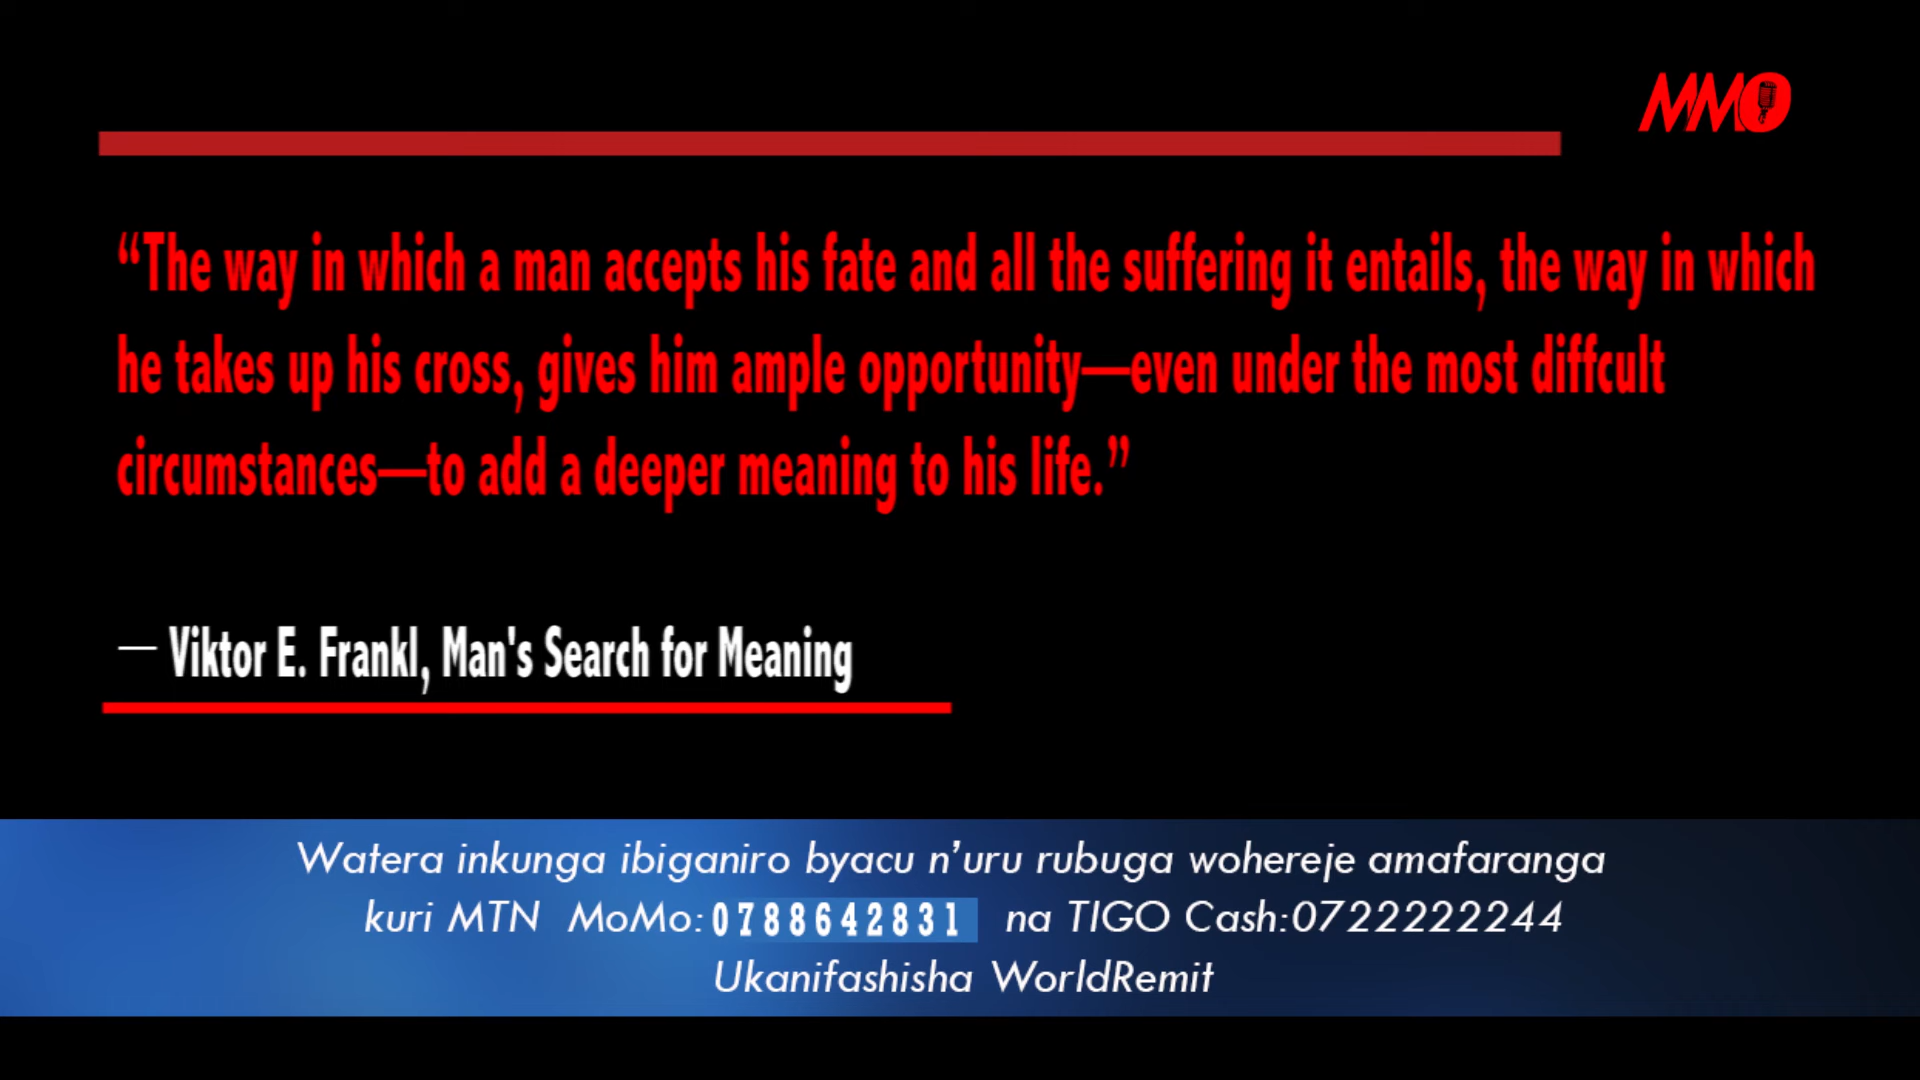 MMO
“The way in which a man accepts his fate and all the suffering it entails, the way in which
he takes up his cross, gives him ample opportunity—even under the most diffcult
circumstances—to add a deeper meaning to his life.”
— Viktor E. Frankl, Man's Search for Meaning
Watera inkunga ibiganiro byacu n’uru rubuga wohereje amafaranga
kuri MTN MoMo:0788642831 na TIGO Cash:0722222244
Ukanifashisha WorldRemit